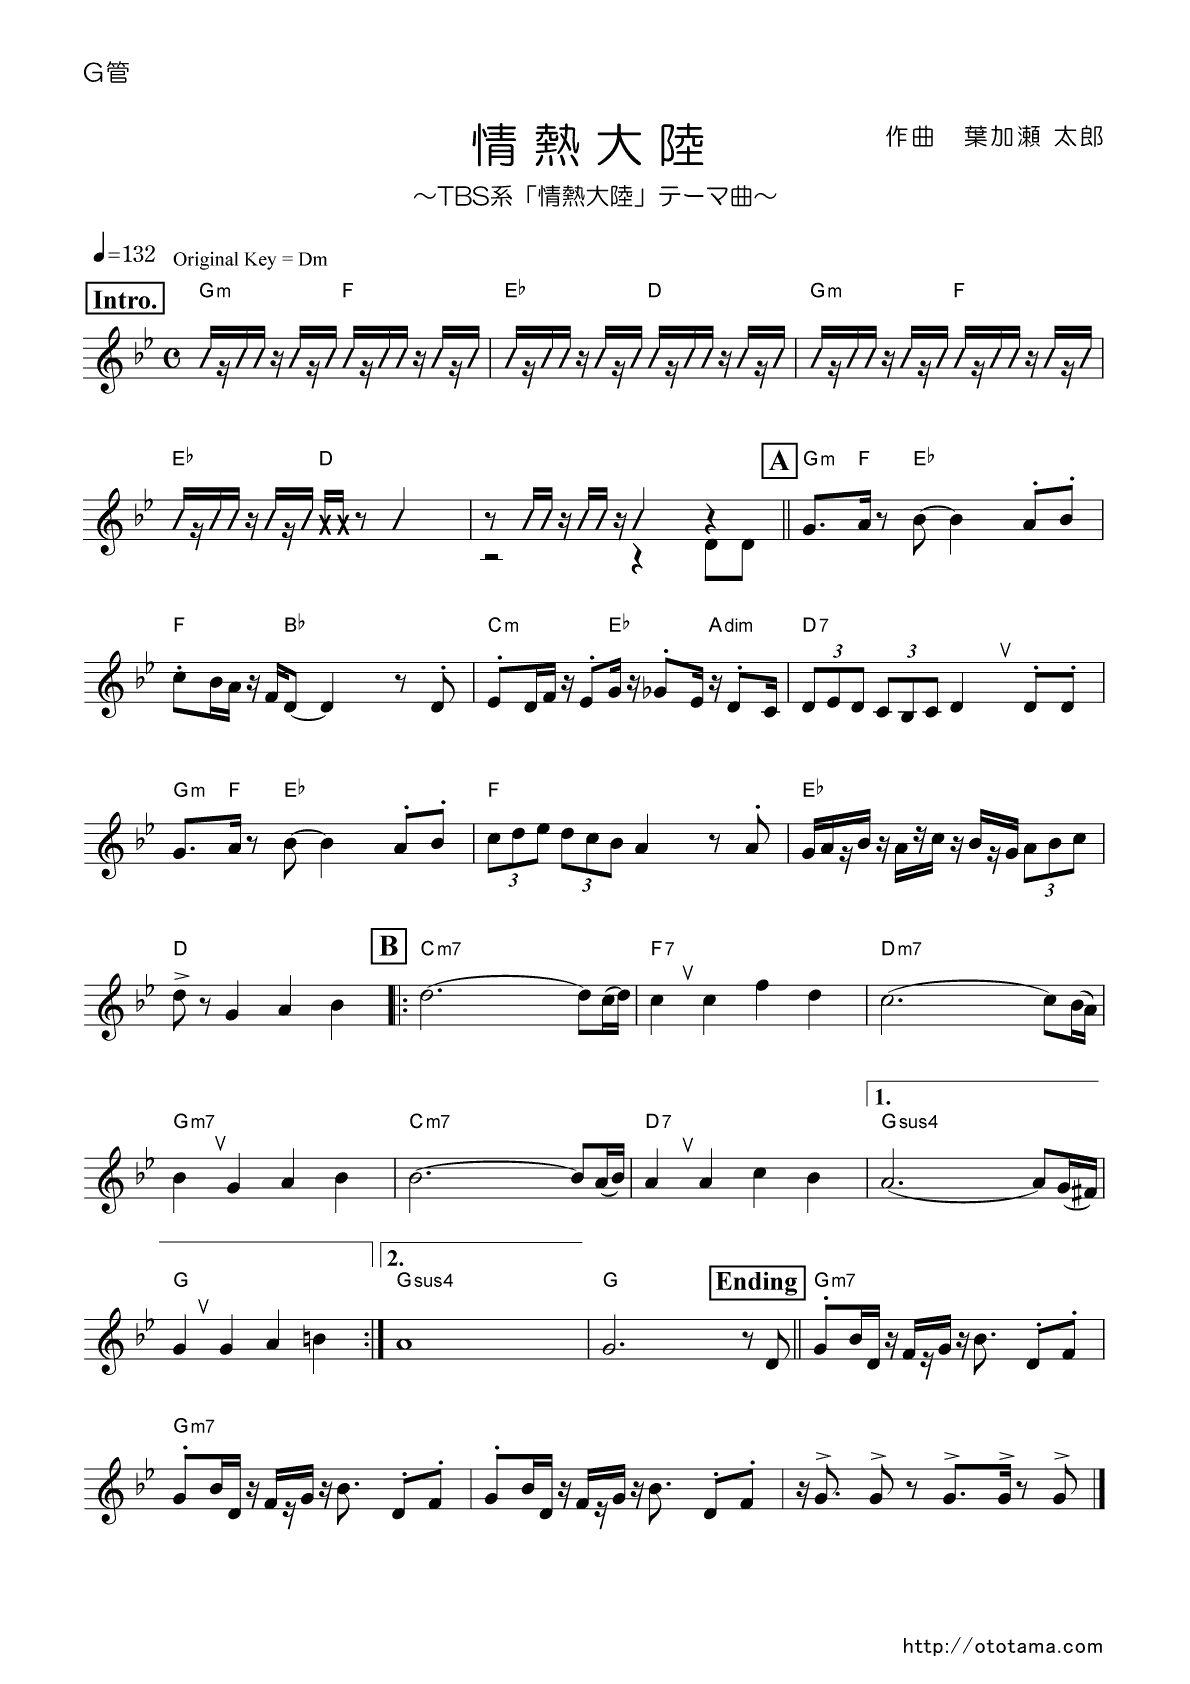 G管
情熱大陸
作曲　葉加瀬 太郎
～TBS系「情熱大陸」テーマ曲～
♩=132 Original Key = Dm
Intro. Gm F E♭ D Gm F
E♭ D A Gm F E♭
F B♭ Cm E♭ Adim D7
3 3
Gm F E♭ F E♭
3 3 3
D B Cm7 F7 Dm7
1.
Gm7 Cm7 D7 Gsus4
2.
G Gsus4 G Ending Gm7
Gm7
http://ototama.com